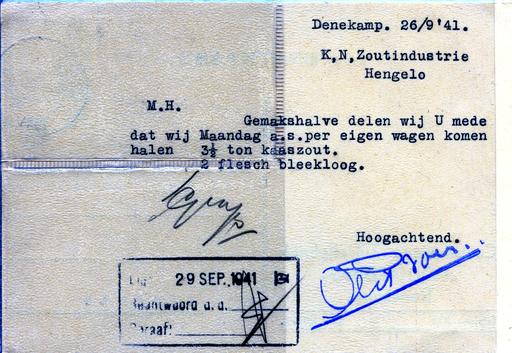 Denekamp. 26/9'41.
K,N,Zoutindustrie
Hengelo
M.H.
Gemakshalve delen wij U mede
dat wij Maandag a.s.per eigen wagen komen
halen 3½ ton kaaszout.
2 flesch bleekloog.
Hoogachtend.
29 SEP. 1941
Beantwoord d.d.
Paraaf: